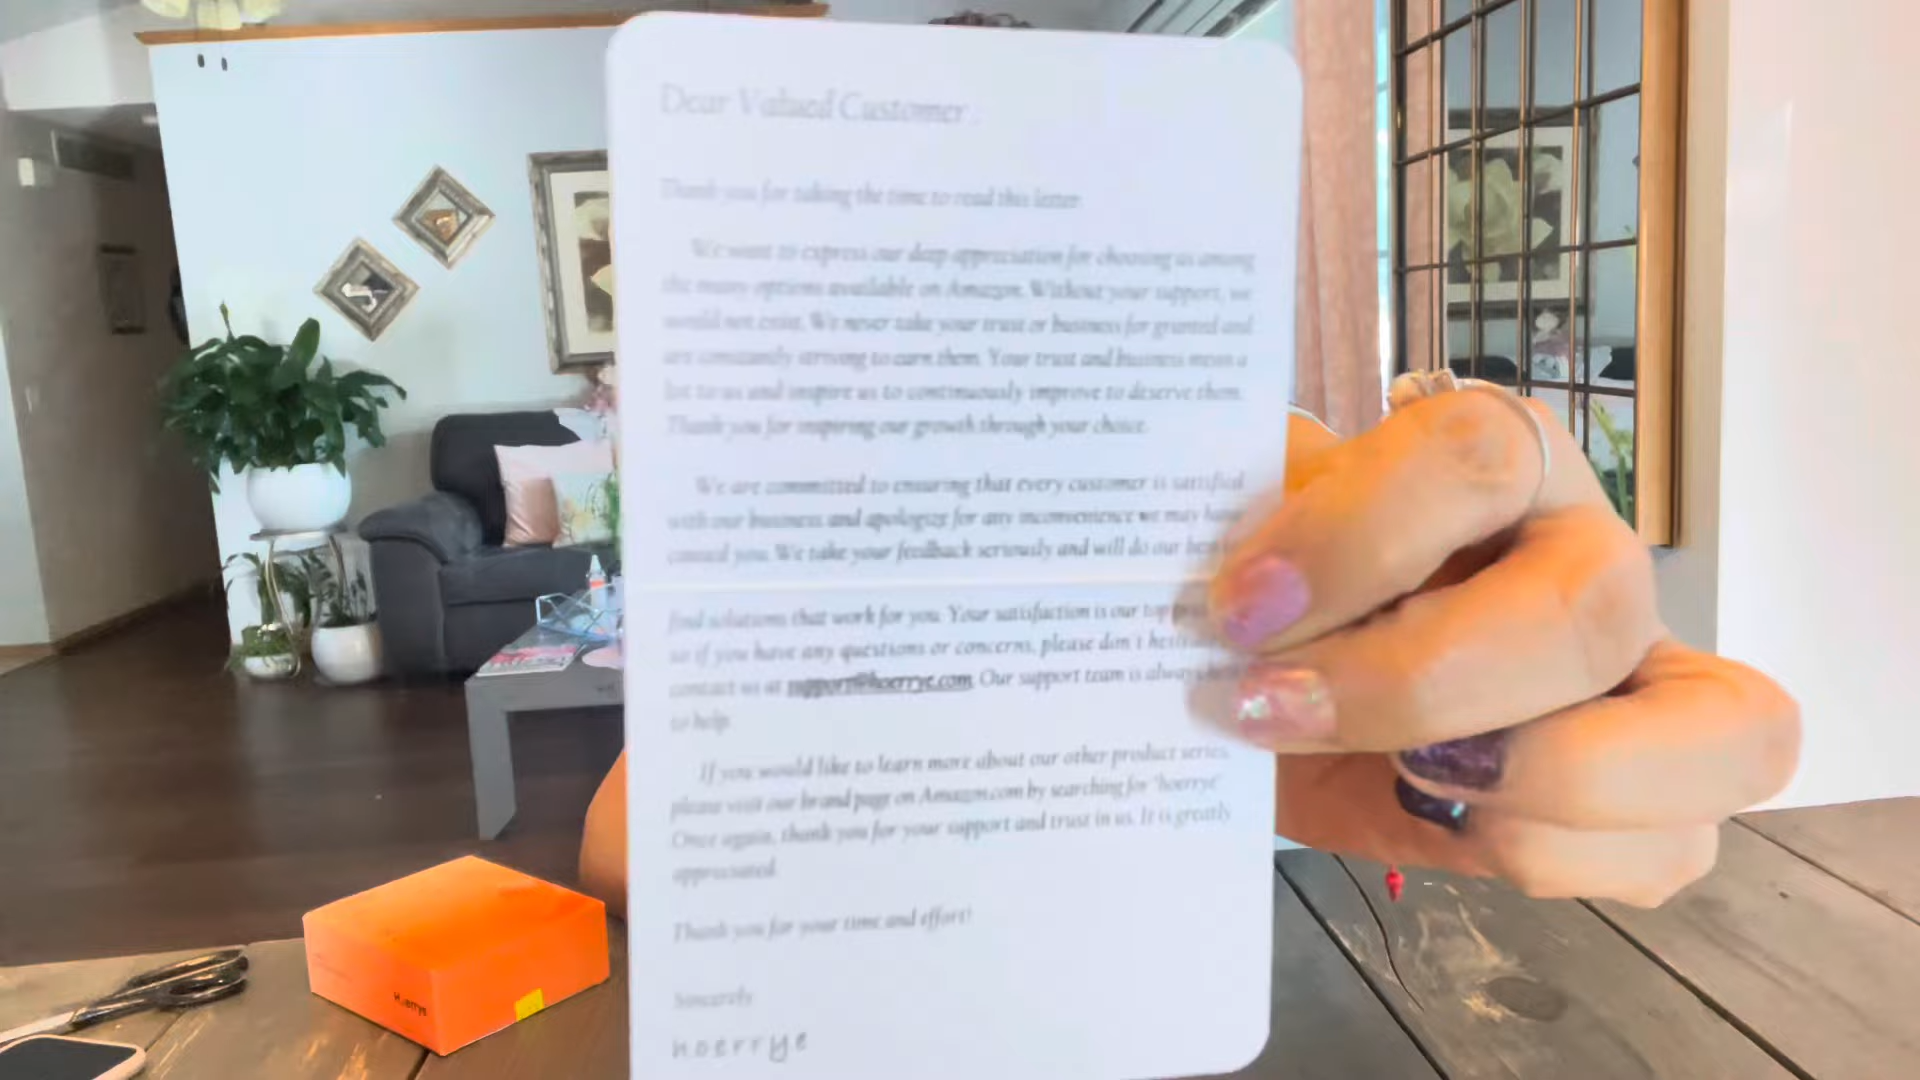 Dear Valued Customer,
Thank you for taking the time to read this letter.
We want to express our deep appreciation for choosing us among
the many options available on Amazon. Without your support, we
would not exist. We never take your trust or business for granted and
are constantly striving to earn them. Your trust and business mean a
lot to us and inspire us to continuously improve to deserve them.
Thank you for inspiring our growth through your choice.
We are committed to ensuring that every customer is satisfied
with our business and apologize for any inconvenience we may have
caused you. We take your feedback seriously and will do our best
find solutions that work for you. Your satisfaction is our top
so if you have any questions or concerns, please don't
contact us at support@hoerrye.com. Our support team is always
to help.
If you would like to learn more about our other product series,
please visit our brand page on Amazon.com by searching for "hoerrye"
Once again, thank you for your support and trust in us. It is greatly
appreciated.
Thank you for your time and effort!
Sincerely
hoerrye
Hoerrye